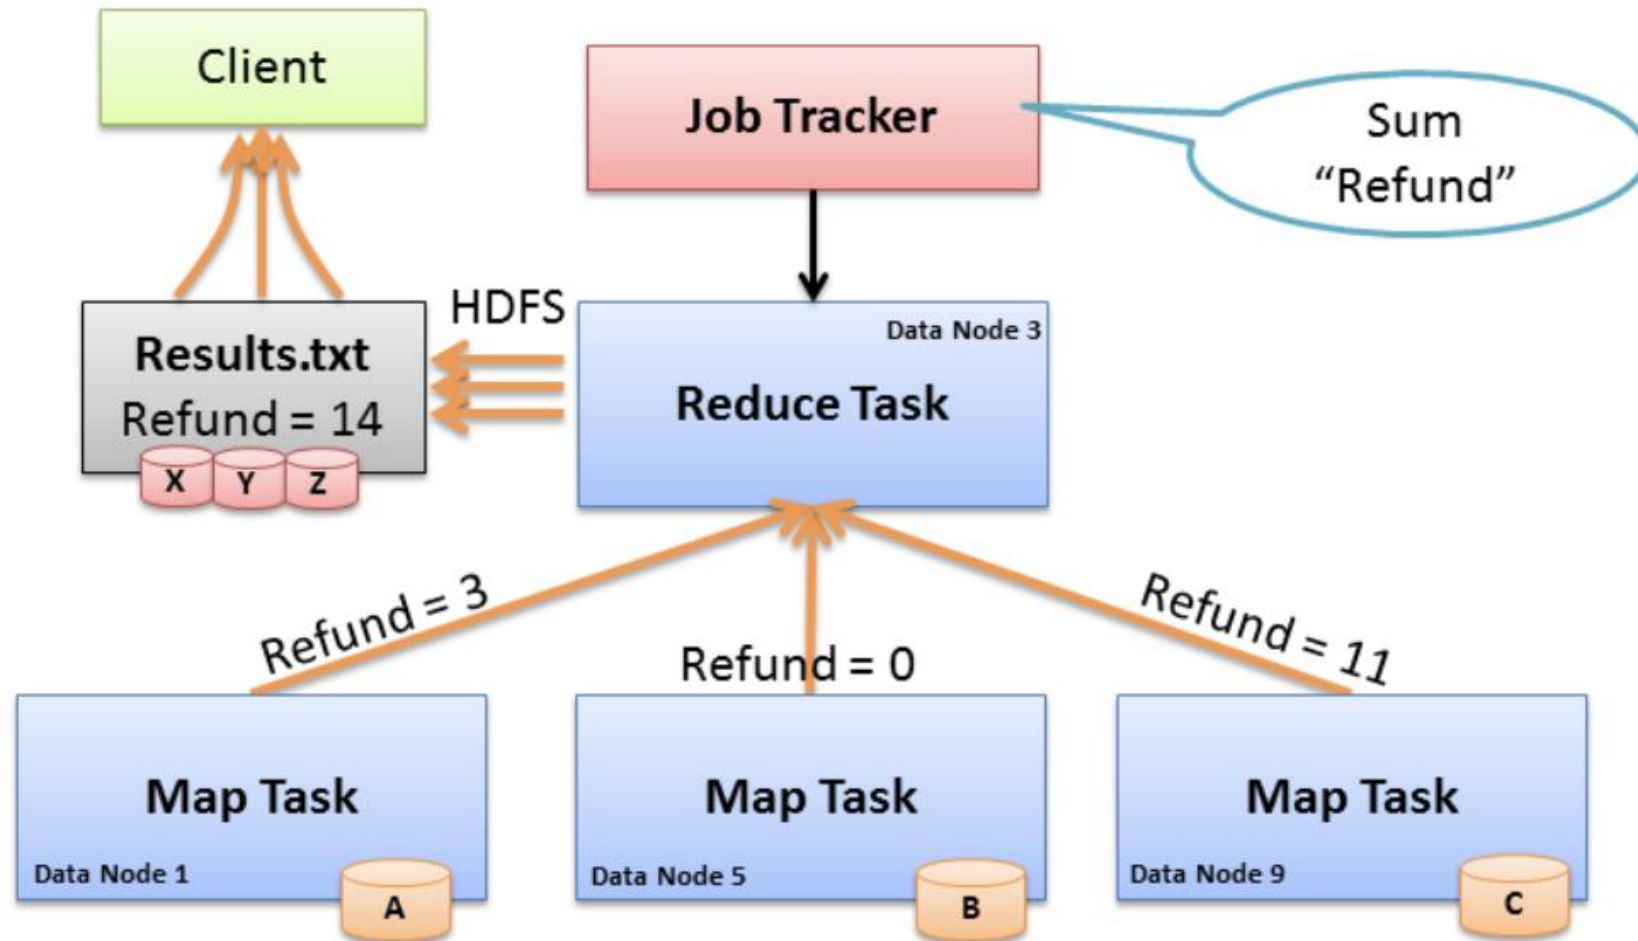 Client
Job Tracker
Sum
“Refund”
HDFS
Data Node 3
Results.txt
Reduce Task
Refund = 14
X Y Z
Refund = 3
Refund = 0
Refund = 11
Map Task
Data Node 1
A
Map Task
Data Node 5
B
Map Task
Data Node 9
C